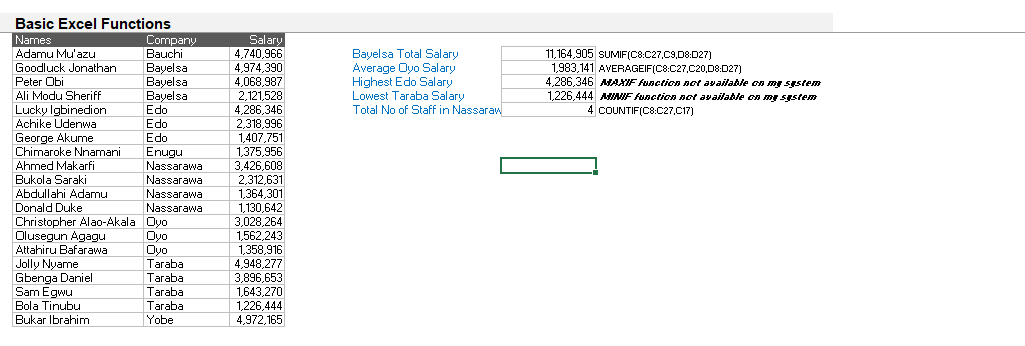 Basic Excel Functions
Names Company Salary
Adamu Mu'azu Bauchi 4,740,966 Bayelsa Total Salary 11,164,905 SUMIF(C8:C27,C9,D8:D27)
Goodluck Jonathan Bayelsa 4,974,390 Average Oyo Salary 1,983,141 AVERAGEIF(C8:C27,C20,D8:D27)
Peter Obi Bayelsa 4,068,987 Highest Edo Salary 4,286,346 MAXIF function not available on my system
Ali Modu Sheriff Bayelsa 2,121,528 Lowest Taraba Salary 1,226,444 MINIF function not available on my system
Lucky Igbinedion Edo 4,286,346 Total No of Staff in Nassaraw 4 COUNTIF(C8:C27,C17)
Achike Udenwa Edo 2,318,996
George Akume Edo 1,407,751
Chimaroke Nnamani Enugu 1,375,956
Ahmed Makarfi Nassarawa 3,426,608
Bukola Saraki Nassarawa 2,312,631
Abdullahi Adamu Nassarawa 1,364,301
Donald Duke Nassarawa 1,130,642
Christopher Alao-Akala Oyo 3,028,264
Olusegun Agagu Oyo 1,562,243
Attahiru Bafarawa Oyo 1,358,916
Jolly Nyame Taraba 4,948,277
Gbenga Daniel Taraba 3,896,653
Sam Egwu Taraba 1,643,270
Bola Tinubu Taraba 1,226,444
Bukar Ibrahim Yobe 4,972,165